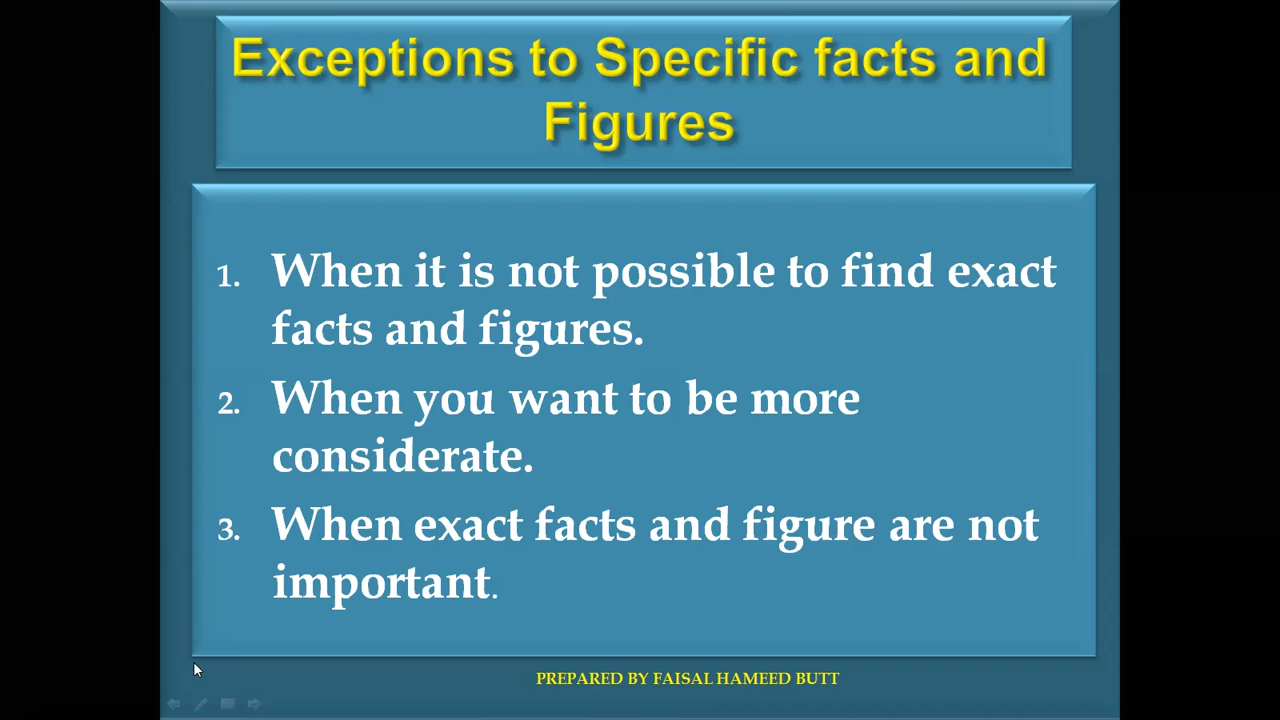 Exceptions to Specific facts and
Figures
1. When it is not possible to find exact
facts and figures.
2. When you want to be more
considerate.
3. When exact facts and figure are not
important.
PREPARED BY FAISAL HAMEED BUTT